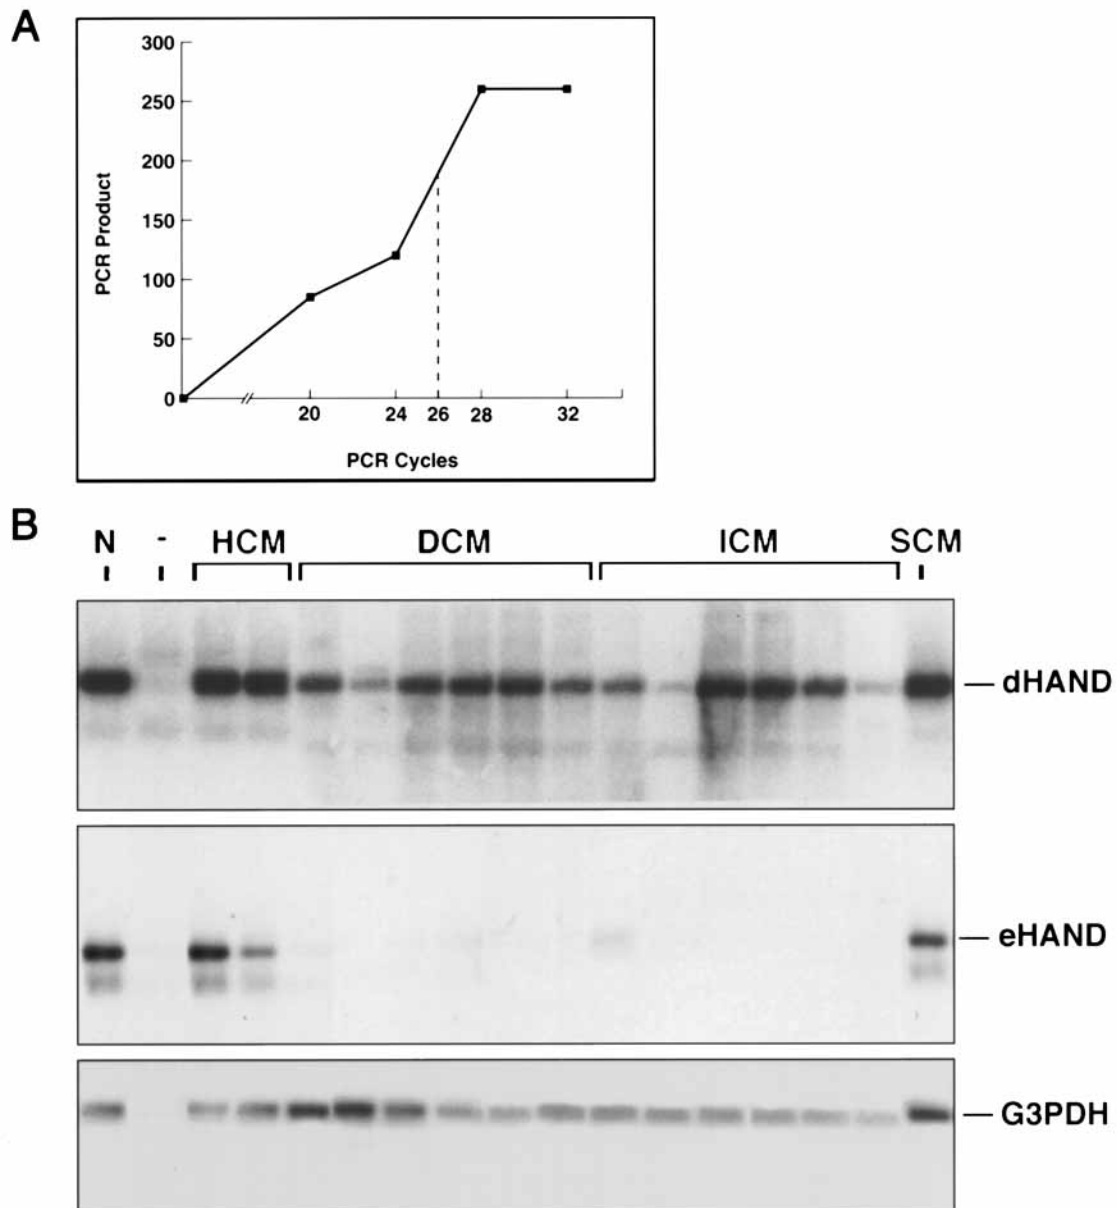 A
300
250
200
150
100
50
0
PCR Product
20 24 26 28 32
PCR Cycles
B
N - HCM DCM ICM SCM
dHAND
eHAND
G3PDH